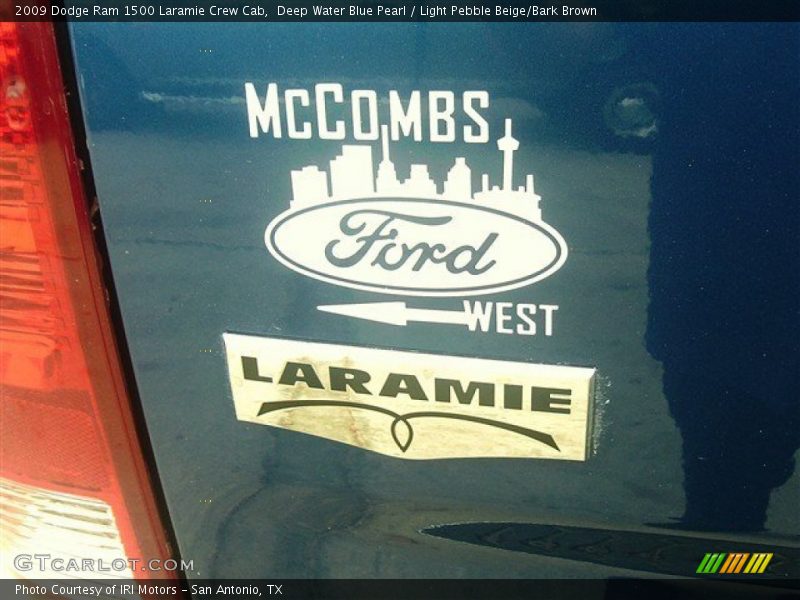 2009 Dodge Ram 1500 Laramie Crew Cab,  Deep Water Blue Pearl / Light Pebble Beige/Bark Brown
McCombs
Ford
WEST
LARAMIE
GTcarlot.com
Photo Courtesy of IRI Motors – San Antonio, TX